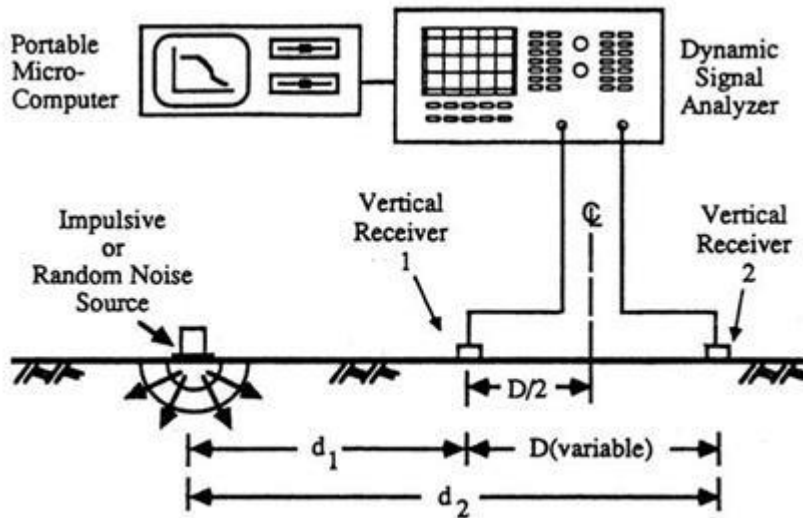 Portable
Micro-
Computer
Dynamic
Signal
Analyzer
Impulsive
or
Random Noise
Source
Vertical
Receiver
1
℄
Vertical
Receiver
2
D/2
d1
D(variable)
d2